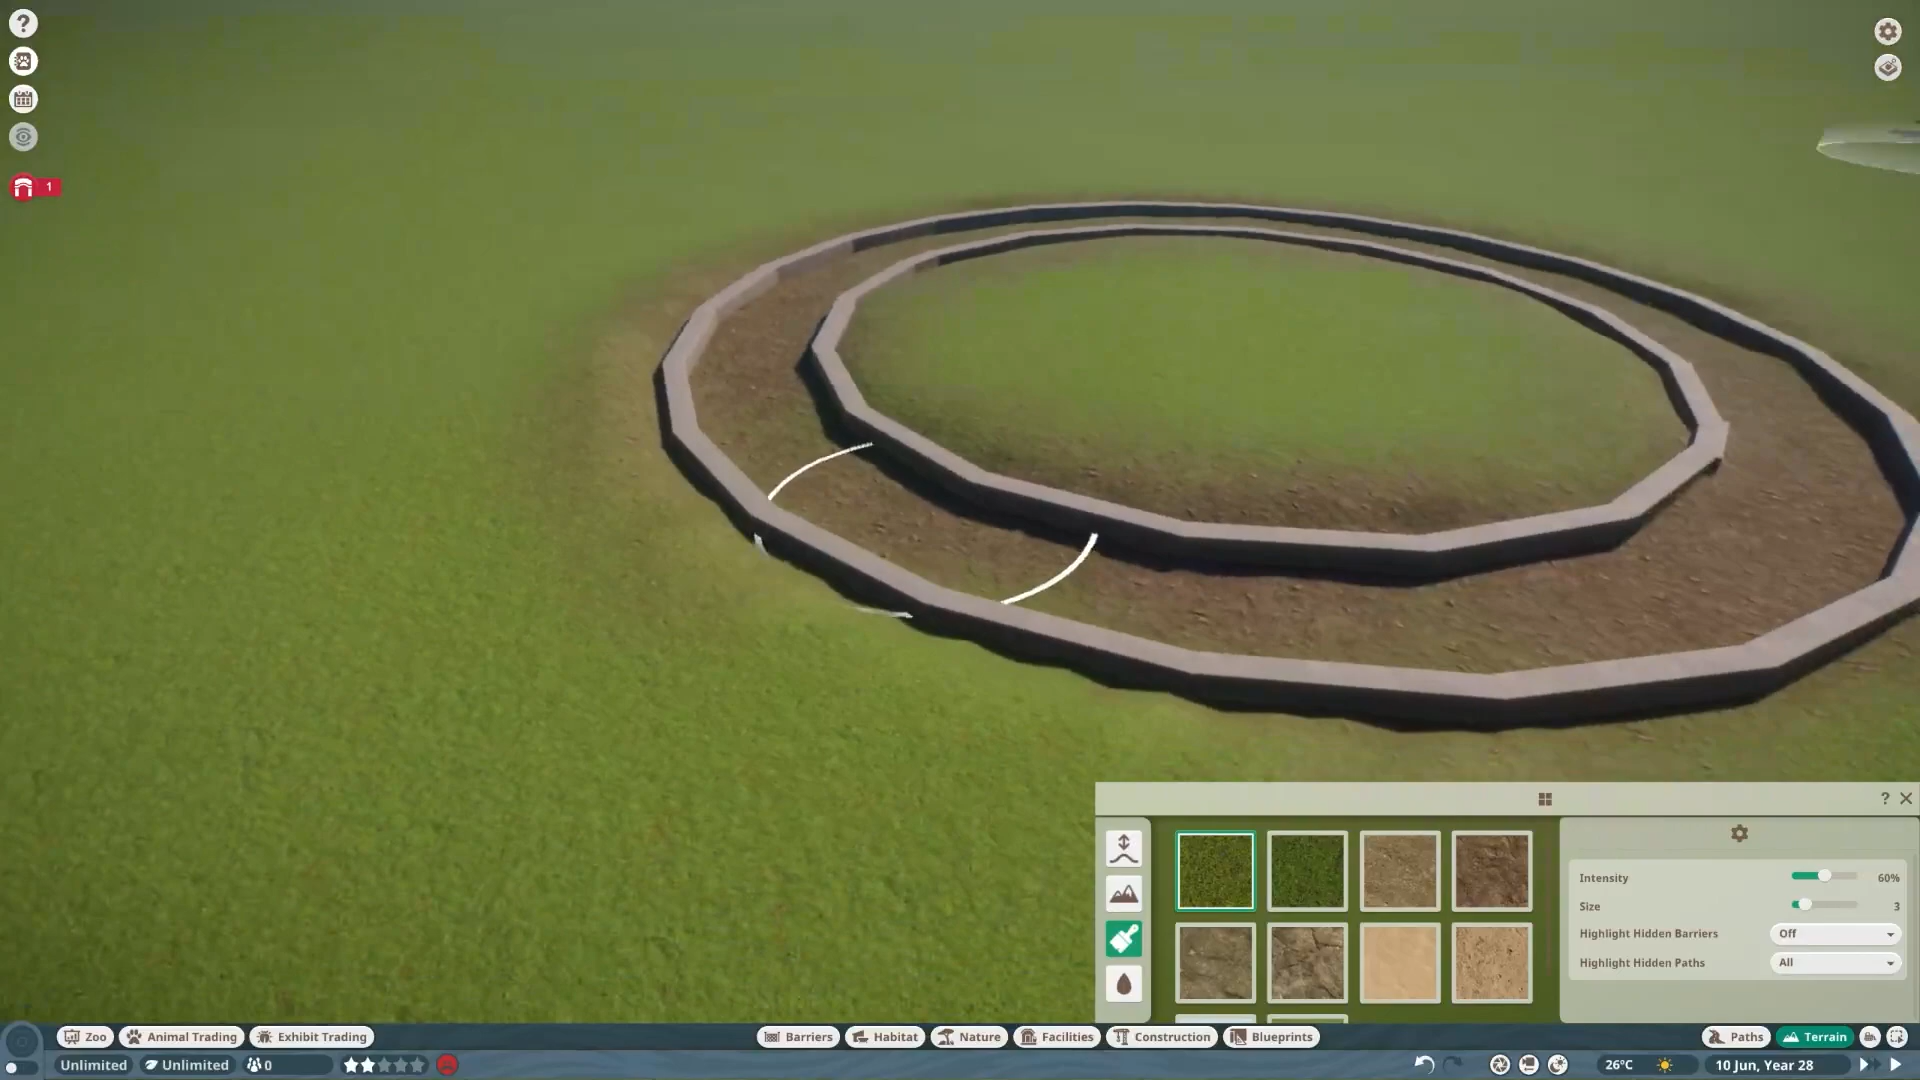 ?
1
?
Intensity 60%
Size 3
Highlight Hidden Barriers Off
Highlight Hidden Paths All
Zoo Animal Trading Exhibit Trading Barriers Habitat Nature Facilities Construction Blueprints Paths Terrain
Unlimited Unlimited 0 26°C 10 Jun, Year 28